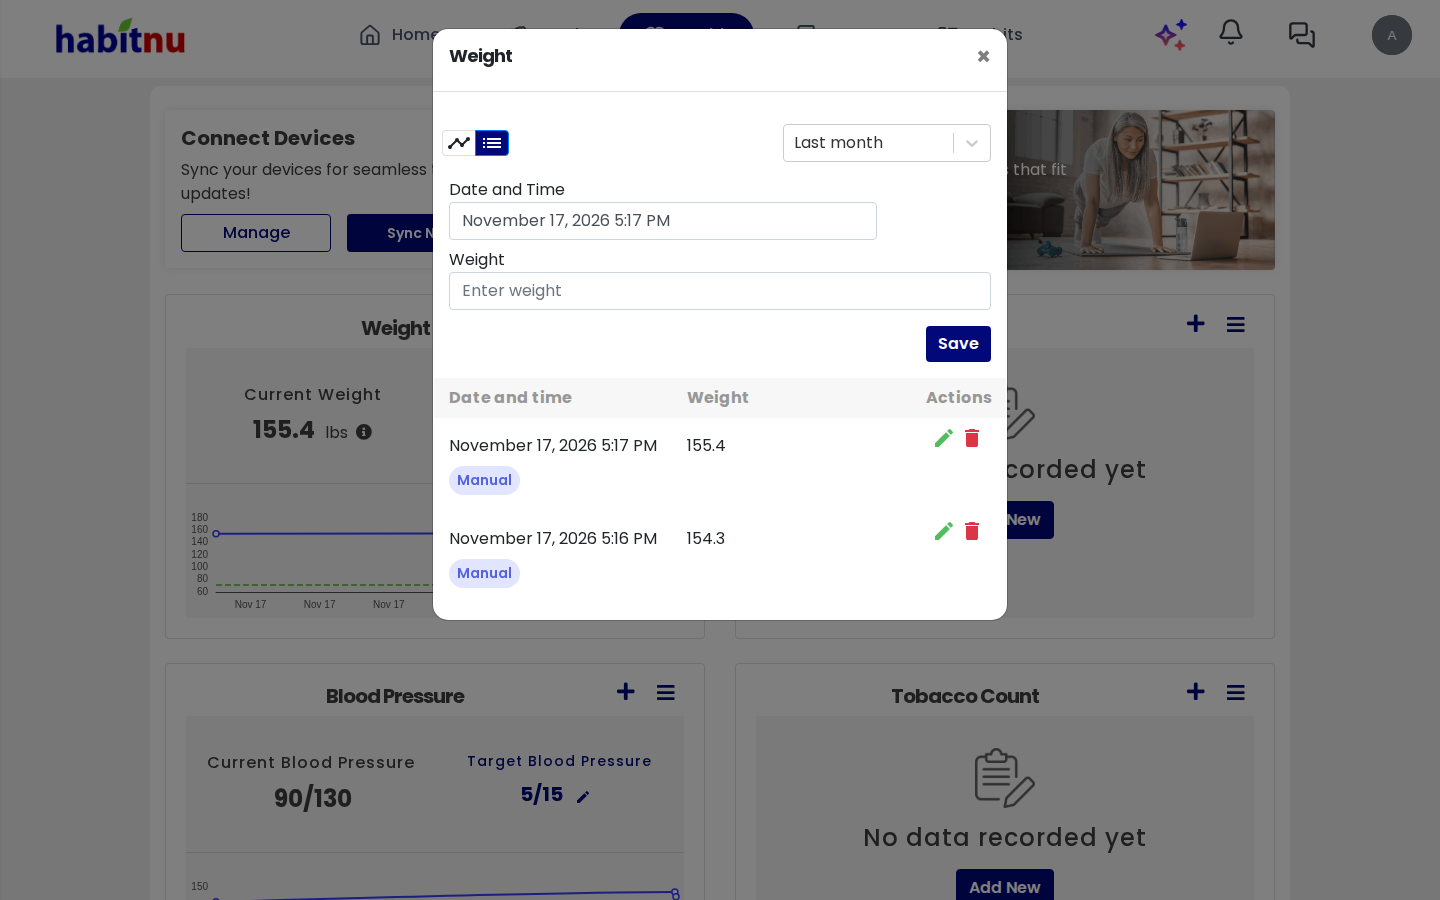 habitnu
Home
its
A
Weight
×
Connect Devices
Sync your devices for seamless
updates!
Manage
Sync N
that fit
Last month
Date and Time
November 17, 2026 5:17 PM
Weight
Enter weight
Save
Date and time Weight Actions
November 17, 2026 5:17 PM 155.4
Manual
November 17, 2026 5:16 PM 154.3
Manual
Weight
Current Weight
155.4 lbs
180
160
140
120
100
80
60
Nov 17 Nov 17 Nov 17
corded yet
New
Blood Pressure
Current Blood Pressure
90/130
Target Blood Pressure
5/15
150
Tobacco Count
No data recorded yet
Add New